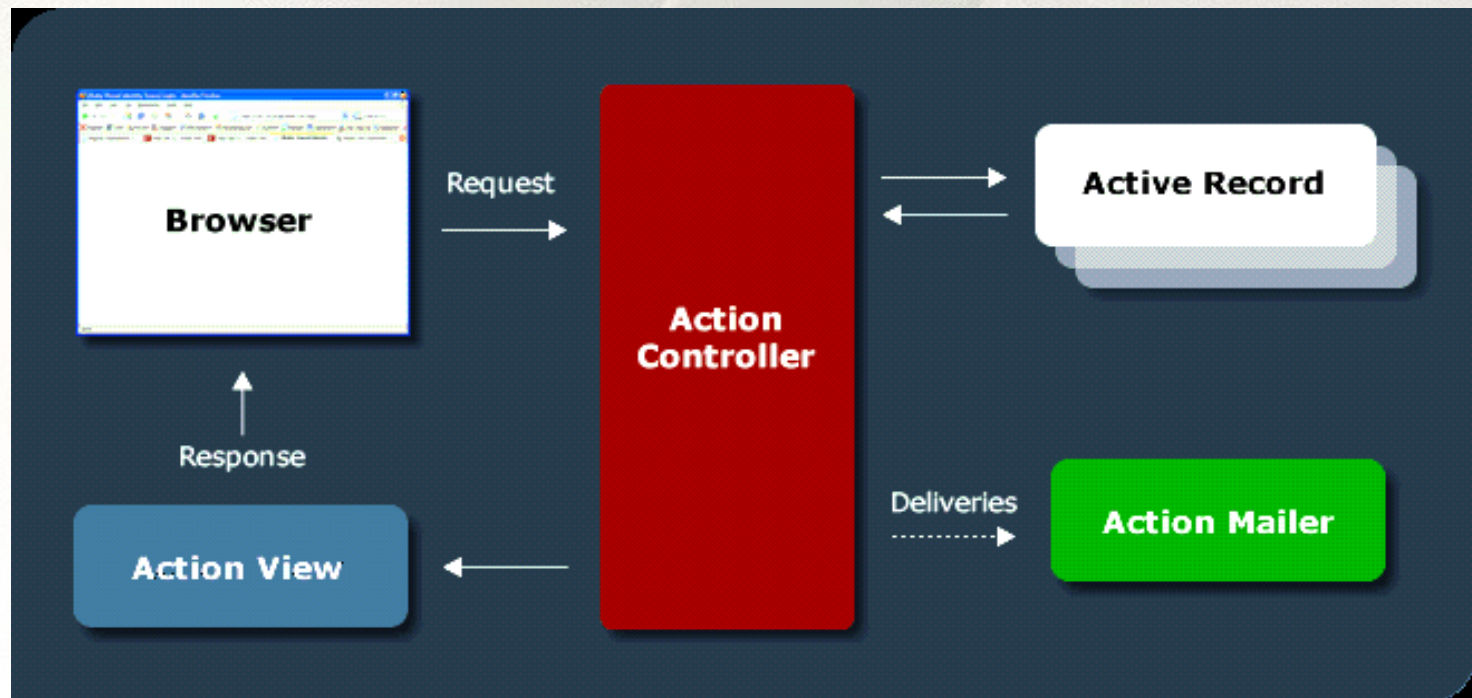 Browser
Request
Active Record
Action
Controller
Response
Deliveries
Action View
Action Mailer